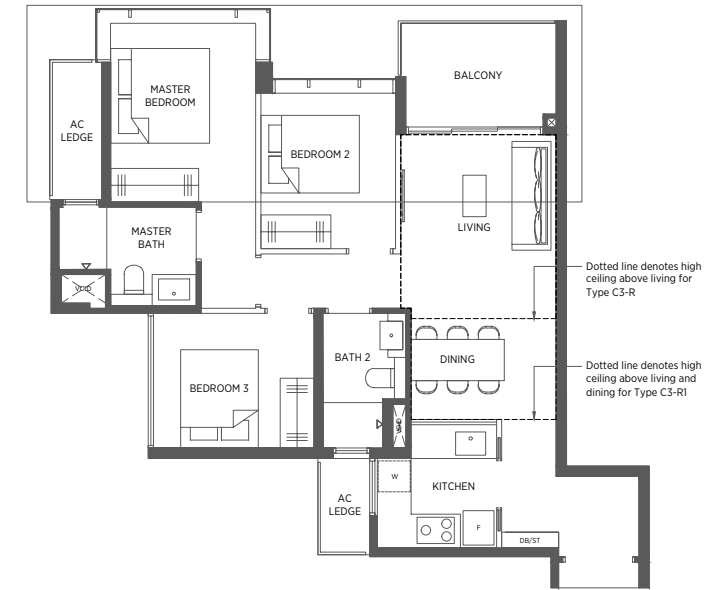 BALCONY
MASTER
BEDROOM
AC
LEDGE
BEDROOM 2
LIVING
MASTER
BATH
Dotted line denotes high
ceiling above living for
Type C3-R
VOID
BATH 2
DINING
Dotted line denotes high
ceiling above living and
dining for Type C3-R1
BEDROOM 3
VOID
W
KITCHEN
AC
LEDGE
F
DB/ST